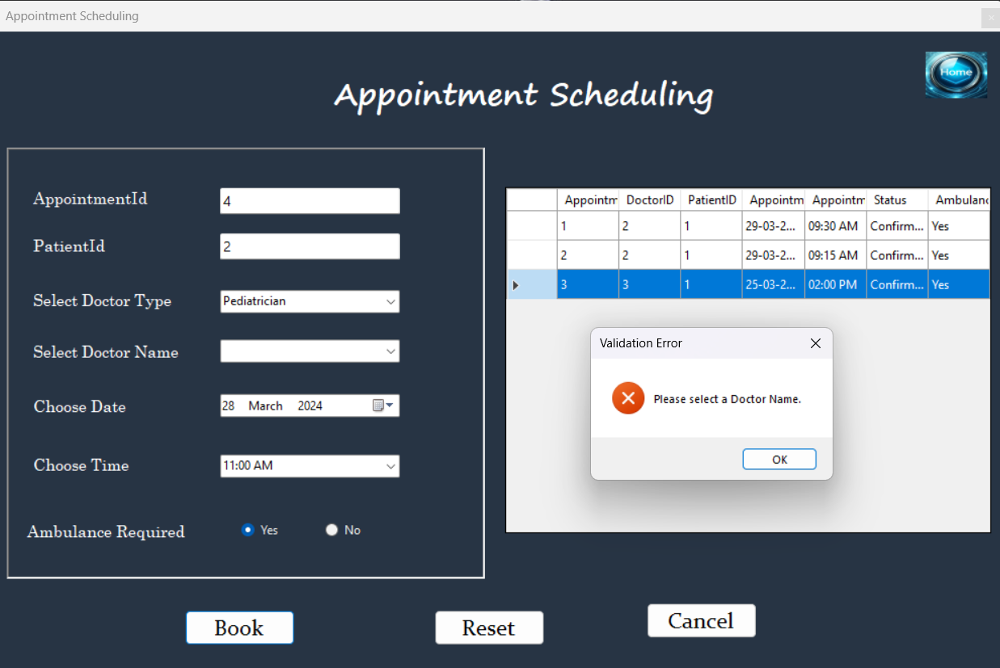 Appointment Scheduling
Home
Appointment Scheduling
AppointmentId 4
PatientId 2
Select Doctor Type Pediatrician
Select Doctor Name
Choose Date 28 March 2024
Choose Time 11:00 AM
Ambulance Required Yes No
Appointm DoctorID PatientID Appointm Appointm Status Ambulanc
1 2 1 29-03-2... 09:30 AM Confirm... Yes
2 2 1 29-03-2... 09:15 AM Confirm... Yes
3 3 1 25-03-2... 02:00 PM Confirm... Yes
Validation Error
Please select a Doctor Name.
OK
Book Reset Cancel